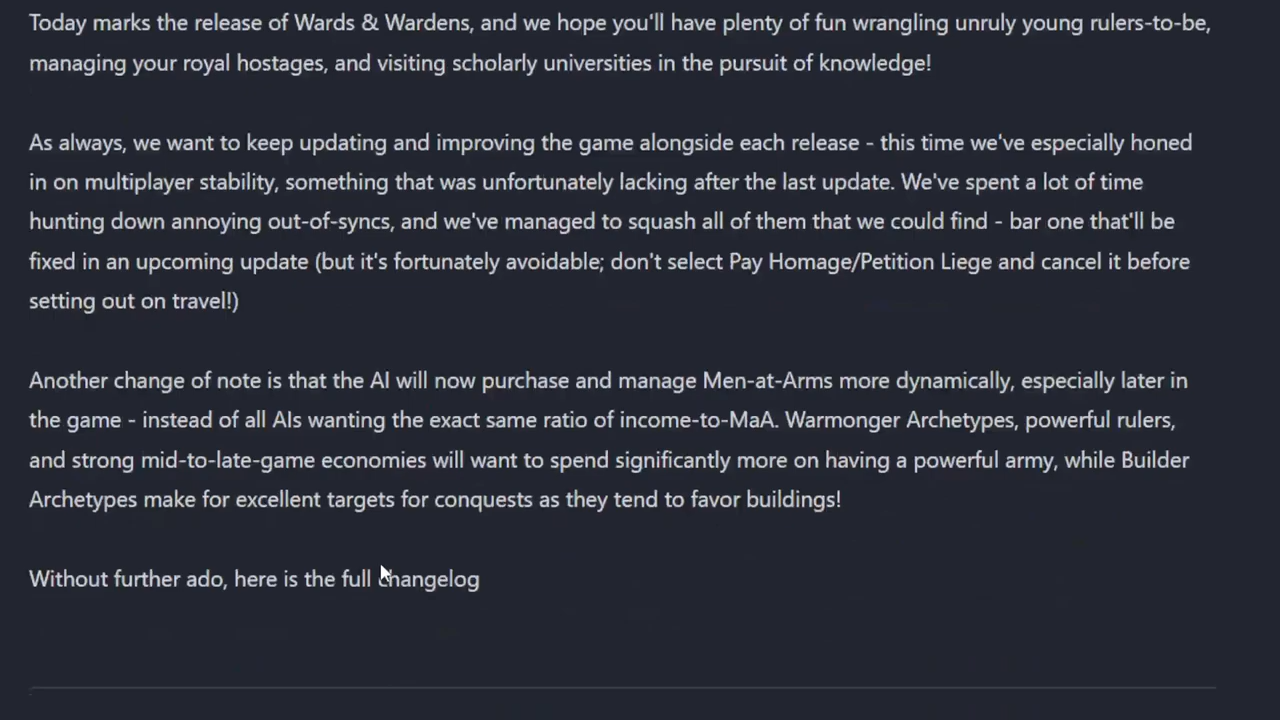 Today marks the release of Wards & Wardens, and we hope you'll have plenty of fun wrangling unruly young rulers-to-be,
managing your royal hostages, and visiting scholarly universities in the pursuit of knowledge!
As always, we want to keep updating and improving the game alongside each release - this time we've especially honed
in on multiplayer stability, something that was unfortunately lacking after the last update. We've spent a lot of time
hunting down annoying out-of-syncs, and we've managed to squash all of them that we could find - bar one that'll be
fixed in an upcoming update (but it's fortunately avoidable; don't select Pay Homage/Petition Liege and cancel it before
setting out on travel!)
Another change of note is that the AI will now purchase and manage Men-at-Arms more dynamically, especially later in
the game - instead of all AIs wanting the exact same ratio of income-to-MaA. Warmonger Archetypes, powerful rulers,
and strong mid-to-late-game economies will want to spend significantly more on having a powerful army, while Builder
Archetypes make for excellent targets for conquests as they tend to favor buildings!
Without further ado, here is the full changelog